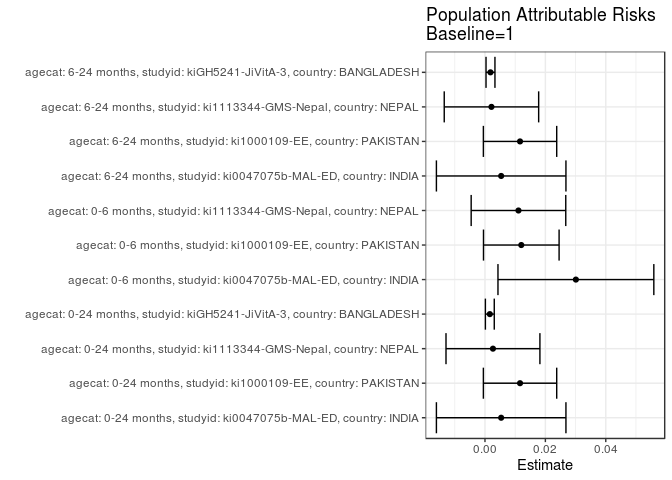 Population Attributable Risks
Baseline=1
agecat: 6-24 months, studyid: kiGH5241-JiVitA-3, country: BANGLADESH
agecat: 6-24 months, studyid: ki1113344-GMS-Nepal, country: NEPAL
agecat: 6-24 months, studyid: ki1000109-EE, country: PAKISTAN
agecat: 6-24 months, studyid: ki0047075b-MAL-ED, country: INDIA
agecat: 0-6 months, studyid: ki1113344-GMS-Nepal, country: NEPAL
agecat: 0-6 months, studyid: ki1000109-EE, country: PAKISTAN
agecat: 0-6 months, studyid: ki0047075b-MAL-ED, country: INDIA
agecat: 0-24 months, studyid: kiGH5241-JiVitA-3, country: BANGLADESH
agecat: 0-24 months, studyid: ki1113344-GMS-Nepal, country: NEPAL
agecat: 0-24 months, studyid: ki1000109-EE, country: PAKISTAN
agecat: 0-24 months, studyid: ki0047075b-MAL-ED, country: INDIA
0.00 0.02 0.04
Estimate